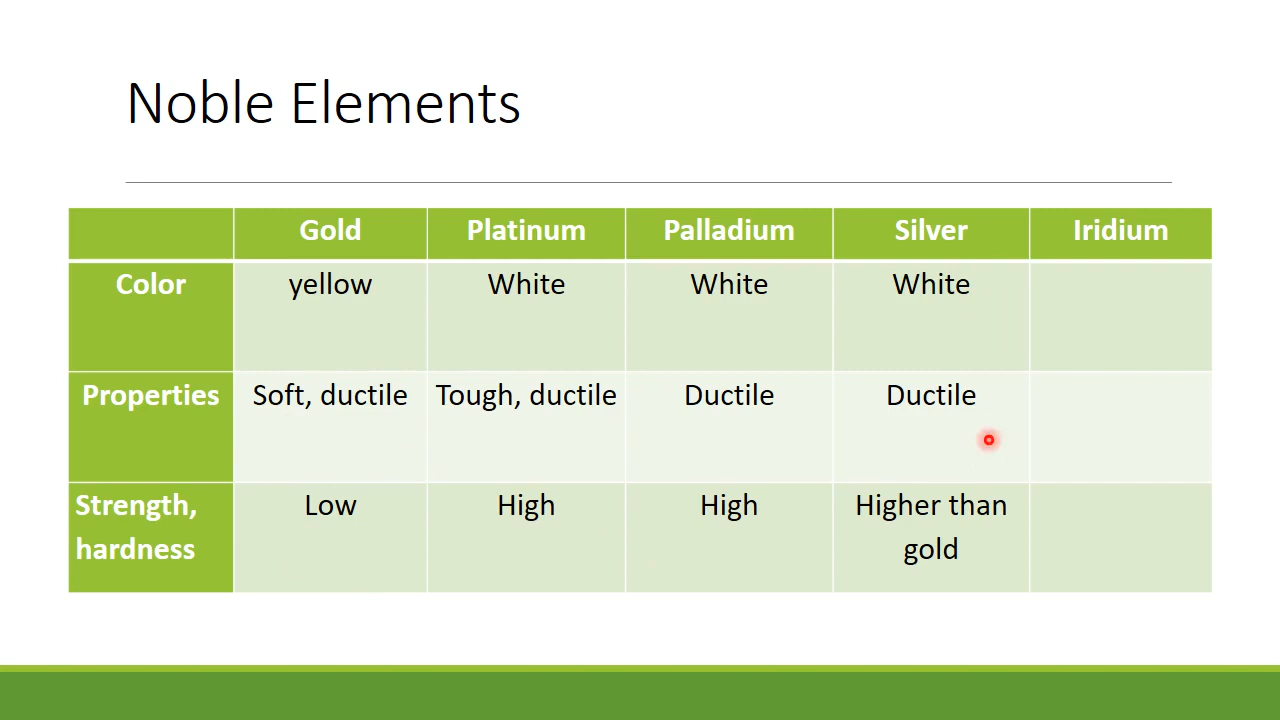 Noble Elements
Gold Platinum Palladium Silver Iridium
Color yellow White White White
Properties Soft, ductile Tough, ductile Ductile Ductile
Strength, Low High High Higher than
hardness gold